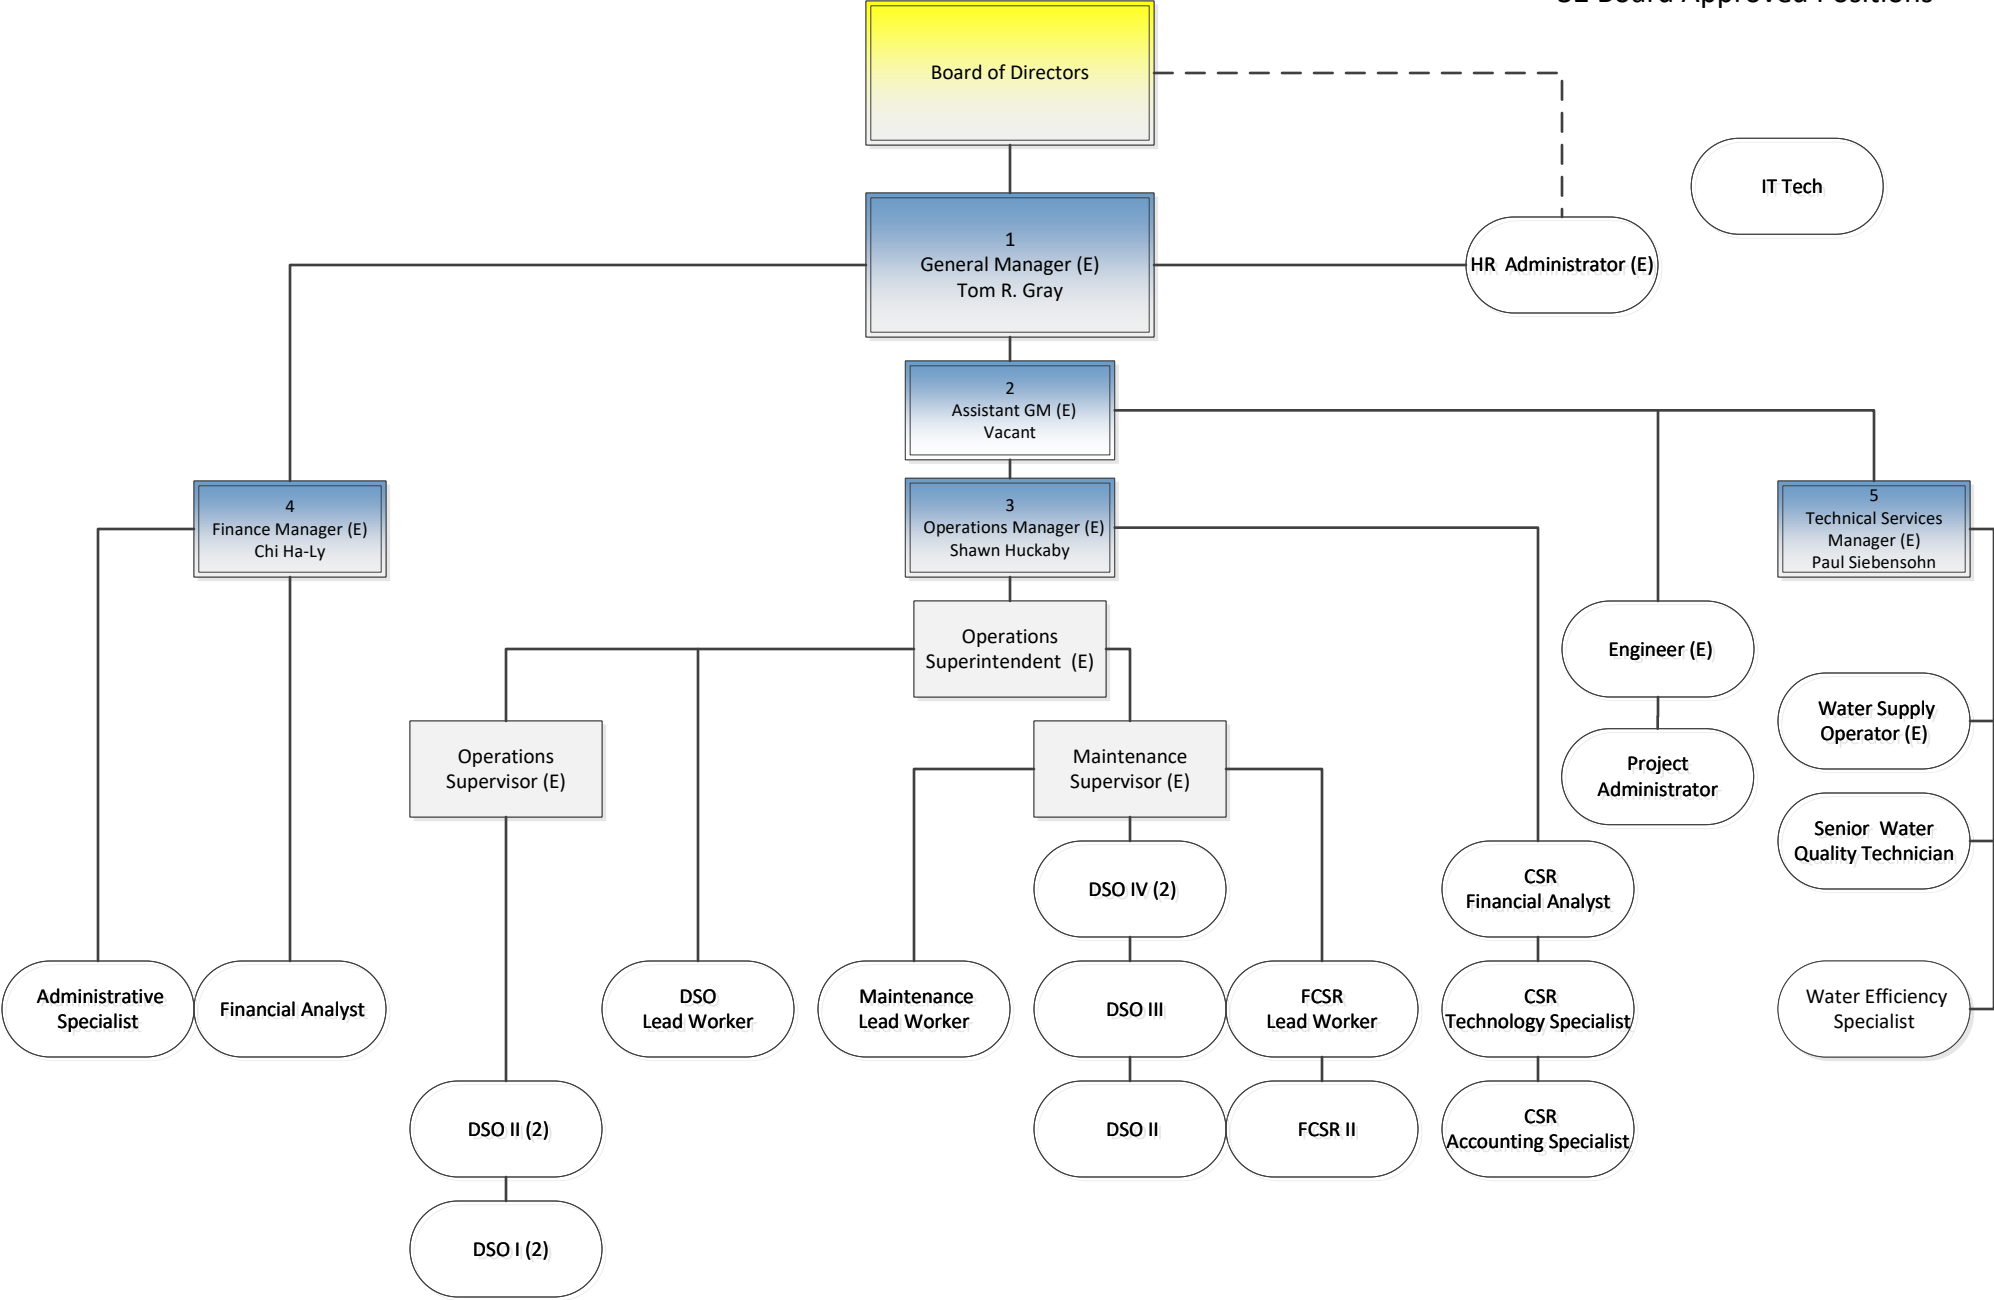 Board Approved Positions
Board of Directors
IT Tech
1
General Manager (E)
Tom R. Gray
HR  Administrator (E)
2
Assistant GM (E)
Vacant
4
Finance Manager (E)
Chi Ha-Ly
3
Operations Manager (E)
Shawn Huckaby
5
Technical Services
Manager (E)
Paul Siebensohn
Operations
Superintendent  (E)
Engineer (E)
Water Supply
Operator (E)
Operations
Supervisor (E)
Maintenance
Supervisor (E)
Project
Administrator
Senior  Water
Quality Technician
DSO IV (2)
CSR
Financial Analyst
Administrative
Specialist
Financial Analyst
DSO
Lead Worker
Maintenance
Lead Worker
DSO III
FCSR
Lead Worker
CSR
Technology Specialist
Water Efficiency
Specialist
DSO II (2)
DSO II
FCSR II
CSR
Accounting Specialist
DSO I (2)